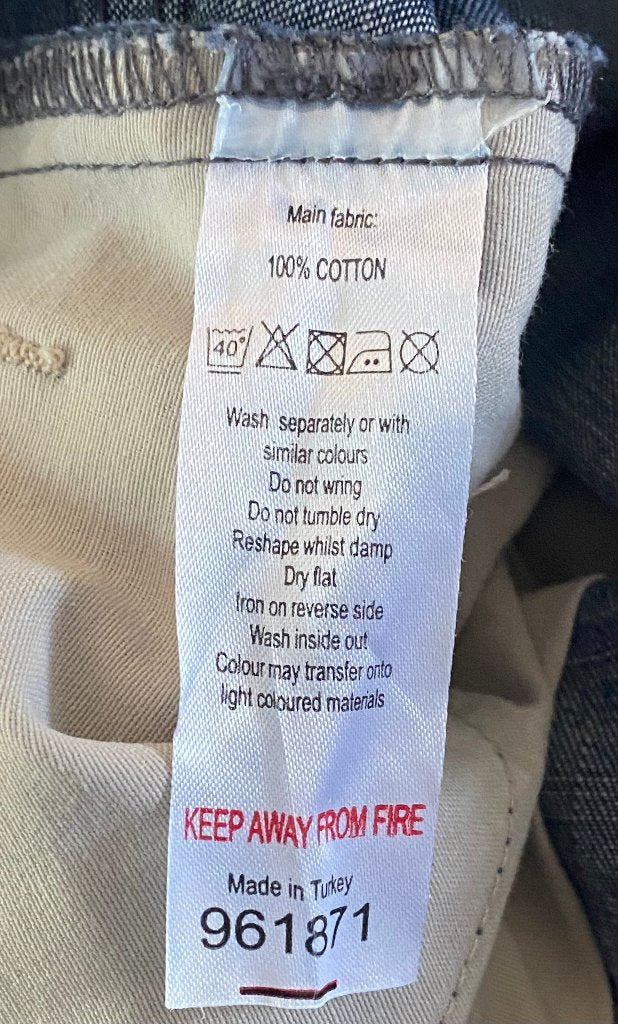 Main fabric:
100% COTTON
40°
Wash separately or with
similar colours
Do not wring
Do not tumble dry
Reshape whilst damp
Dry flat
Iron on reverse side
Wash inside out
Colour may transfer onto
light coloured materials
KEEP AWAY FROM FIRE
Made in Turkey
961871